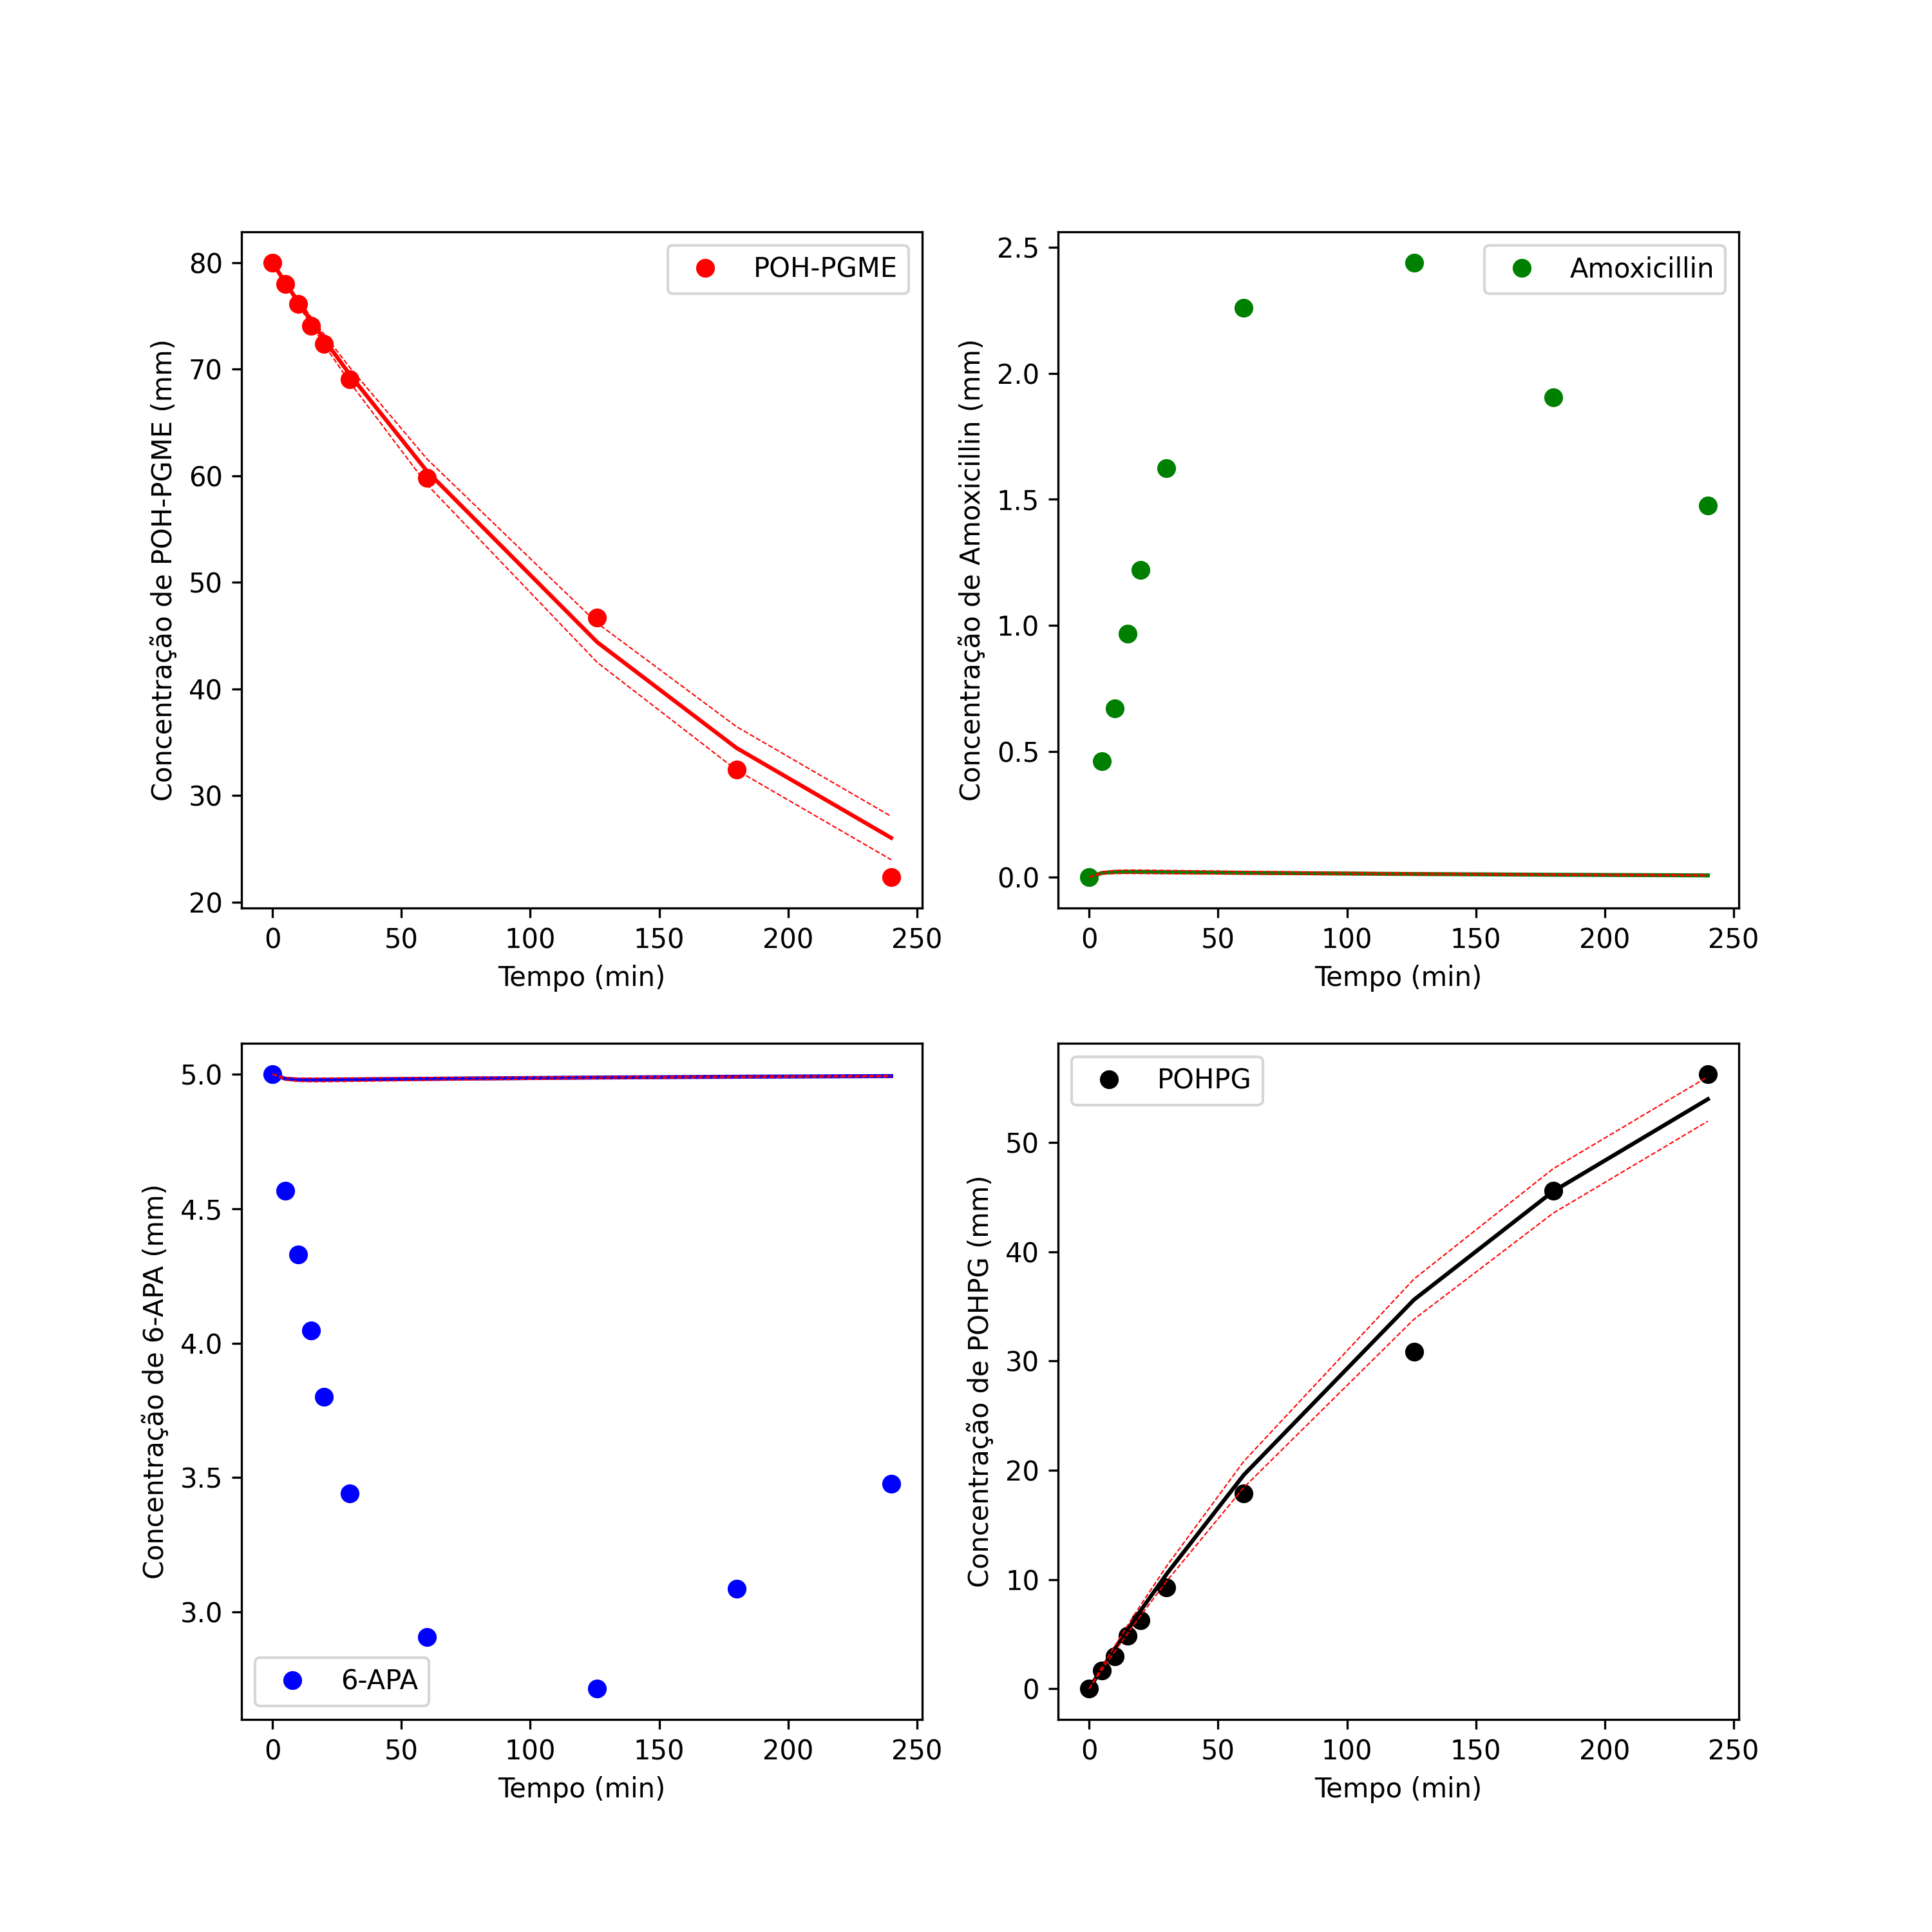 POH-PGME
Concentração de POH-PGME (mm)
80
70
60
50
40
30
20
0 50 100 150 200 250
Tempo (min)
Amoxicillin
Concentração de Amoxicillin (mm)
2.5
2.0
1.5
1.0
0.5
0.0
0 50 100 150 200 250
Tempo (min)
6-APA
Concentração de 6-APA (mm)
5.0
4.5
4.0
3.5
3.0
0 50 100 150 200 250
Tempo (min)
POHPG
Concentração de POHPG (mm)
50
40
30
20
10
0
0 50 100 150 200 250
Tempo (min)